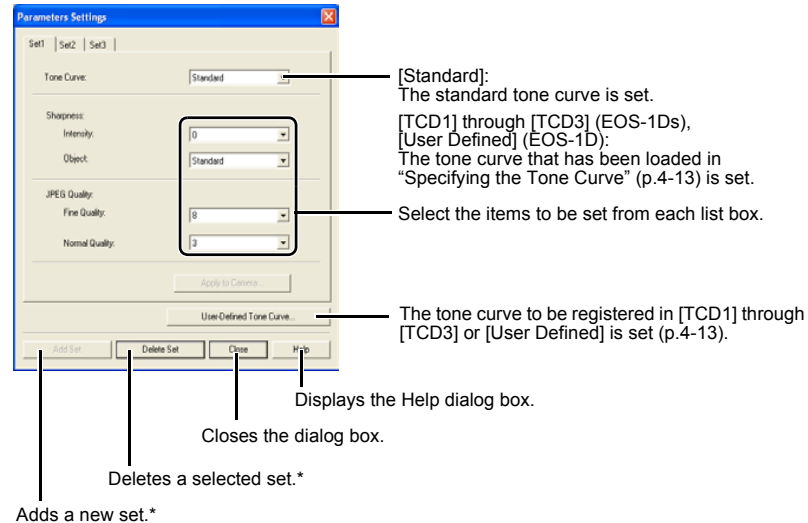 Parameters Settings
Set1 Set2 Set3
Tone Curve: Standard
[Standard]:
The standard tone curve is set.
[TCD1] through [TCD3] (EOS-1Ds),
[User Defined] (EOS-1D):
The tone curve that has been loaded in
“Specifying the Tone Curve” (p.4-13) is set.
Sharpness:
Intensity: 0
Object: Standard
JPEG Quality:
Fine Quality: 8
Select the items to be set from each list box.
Normal Quality: 3
Apply to Camera...
User-Defined Tone Curve...
The tone curve to be registered in [TCD1] through
[TCD3] or [User Defined] is set (p.4-13).
Add Set Delete Set Close Help
Displays the Help dialog box.
Closes the dialog box.
Deletes a selected set.*
Adds a new set.*